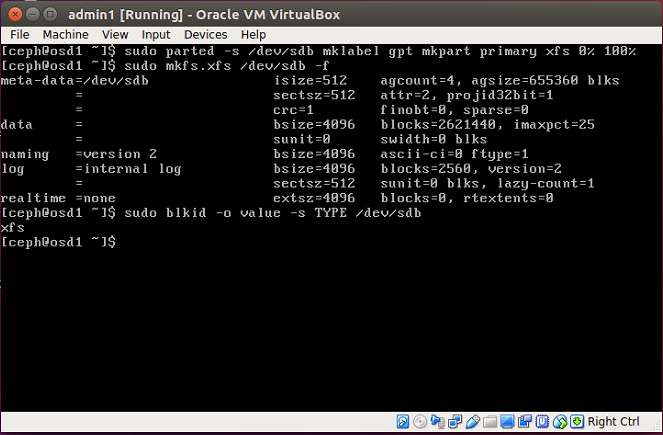 admin1 [Running] - Oracle VM VirtualBox
File Machine View Input Devices Help
[ceph@osd1 ~]$ sudo parted -s /dev/sdb mklabel gpt mkpart primary xfs 0% 100%
[ceph@osd1 ~]$ sudo mkfs.xfs /dev/sdb -f
meta-data=/dev/sdb               isize=512    agcount=4, agsize=655360 blks
         =                       sectsz=512   attr=2, projid32bit=1
         =                       crc=1        finobt=0, sparse=0
data     =                       bsize=4096   blocks=2621440, imaxpct=25
         =                       sunit=0      swidth=0 blks
naming   =version 2              bsize=4096   ascii-ci=0 ftype=1
log      =internal log           bsize=4096   blocks=2560, version=2
         =                       sectsz=512   sunit=0 blks, lazy-count=1
realtime =none                   extsz=4096   blocks=0, rtextents=0
[ceph@osd1 ~]$ sudo blkid -o value -s TYPE /dev/sdb
xfs
[ceph@osd1 ~]$
Right Ctrl